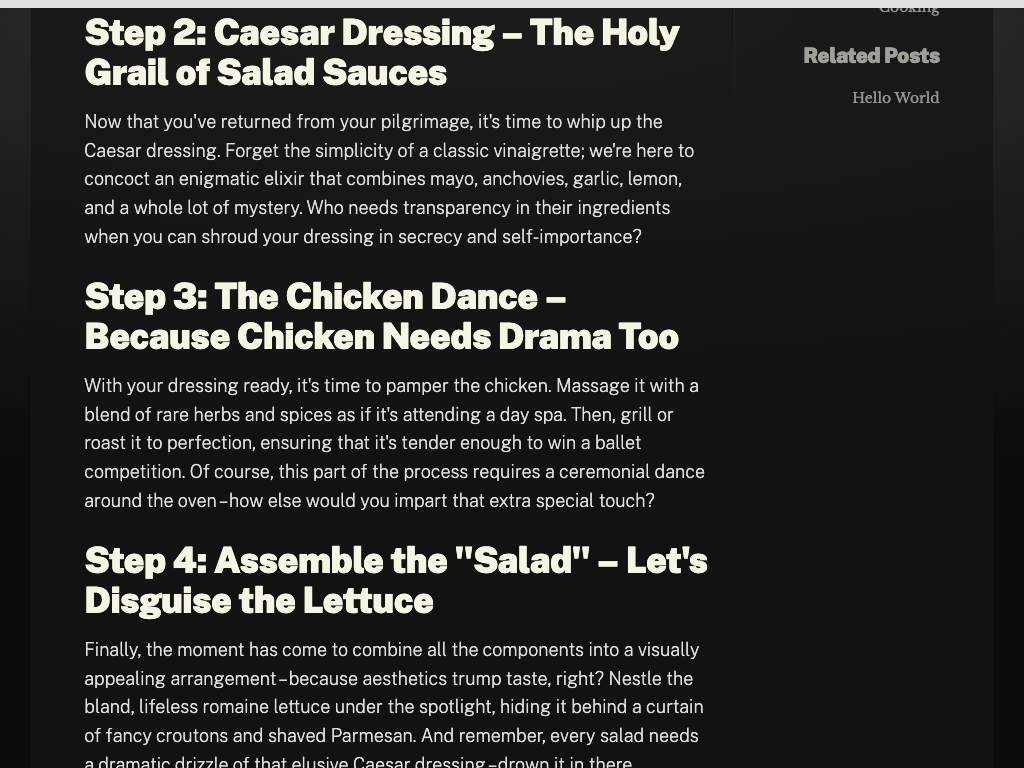 Step 2: Caesar Dressing – The Holy
Grail of Salad Sauces
Now that you've returned from your pilgrimage, it's time to whip up the
Caesar dressing. Forget the simplicity of a classic vinaigrette; we're here to
concoct an enigmatic elixir that combines mayo, anchovies, garlic, lemon,
and a whole lot of mystery. Who needs transparency in their ingredients
when you can shroud your dressing in secrecy and self-importance?
Step 3: The Chicken Dance –
Because Chicken Needs Drama Too
With your dressing ready, it's time to pamper the chicken. Massage it with a
blend of rare herbs and spices as if it's attending a day spa. Then, grill or
roast it to perfection, ensuring that it's tender enough to win a ballet
competition. Of course, this part of the process requires a ceremonial dance
around the oven–how else would you impart that extra special touch?
Step 4: Assemble the "Salad" – Let's
Disguise the Lettuce
Finally, the moment has come to combine all the components into a visually
appealing arrangement–because aesthetics trump taste, right? Nestle the
bland, lifeless romaine lettuce under the spotlight, hiding it behind a curtain
of fancy croutons and shaved Parmesan. And remember, every salad needs
a dramatic drizzle of that elusive Caesar dressing–drown it in there
Cooking
Related Posts
Hello World